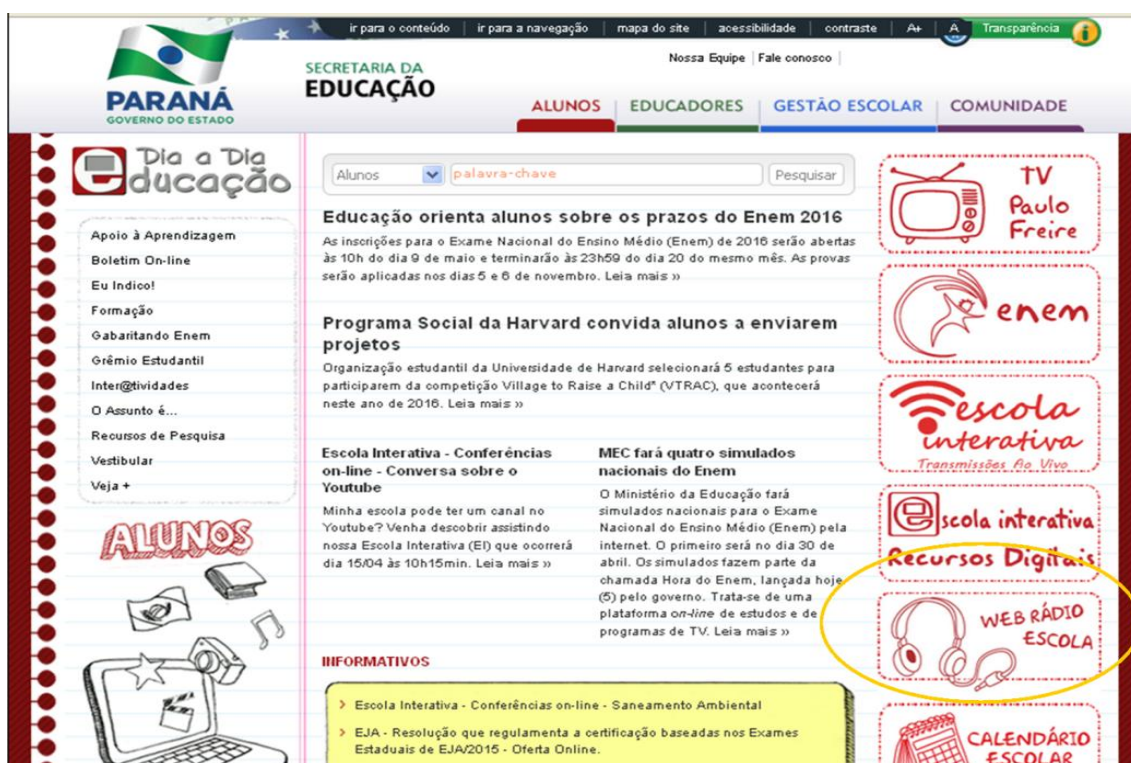 ir para o conteúdo
ir para a navegação
mapa do site
acessibilidade
contraste
A+
A
Transparência
Nossa Equipe
Fale conosco
PARANÁ
GOVERNO DO ESTADO
SECRETARIA DA
EDUCAÇÃO
ALUNOS
EDUCADORES
GESTÃO ESCOLAR
COMUNIDADE
Dia a Dia
educação
Apoio à Aprendizagem
Boletim On-line
Eu Indico!
Formação
Gabaritando Enem
Grêmio Estudantil
Inter@tividades
O Assunto é...
Recursos de Pesquisa
Vestibular
Veja +
ALUNOS
Alunos
palavra-chave
Pesquisar
Educação orienta alunos sobre os prazos do Enem 2016
As inscrições para o Exame Nacional do Ensino Médio (Enem) de 2016 serão abertas
às 10h do dia 9 de maio e terminarão às 23h59 do dia 20 do mesmo mês. As provas
serão aplicadas nos dias 5 e 6 de novembro. Leia mais »
Programa Social da Harvard convida alunos a enviarem
projetos
Organização estudantil da Universidade de Harvard selecionará 5 estudantes para
participarem da competição Village to Raise a Child" (VTRAC), que acontecerá
neste ano de 2016. Leia mais »
Escola Interativa - Conferências
on-line - Conversa sobre o
Youtube
Minha escola pode ter um canal no
Youtube? Venha descobrir assistindo
nossa Escola Interativa (EI) que ocorrerá
dia 15/04 às 10h15min. Leia mais »
MEC fará quatro simulados
nacionais do Enem
O Ministério da Educação fará
simulados nacionais para o Exame
Nacional do Ensino Médio (Enem) pela
internet. O primeiro será no dia 30 de
abril. Os simulados fazem parte da
chamada Hora do Enem, lançada hoje
(5) pelo governo. Trata-se de uma
plataforma on-line de estudos e de
programas de TV. Leia mais »
INFORMATIVOS
Escola Interativa - Conferências on-line - Saneamento Ambiental
EJA - Resolução que regulamenta a certificação baseadas nos Exames
Estaduais de EJA/2015 - Oferta Online.
TV
Paulo
Freire
enem
escola
interativa
Transmissões Ao Vivo
escola interativa
Recursos Digitais
WEB RÁDIO
ESCOLA
CALENDÁRIO
ESCOLAR